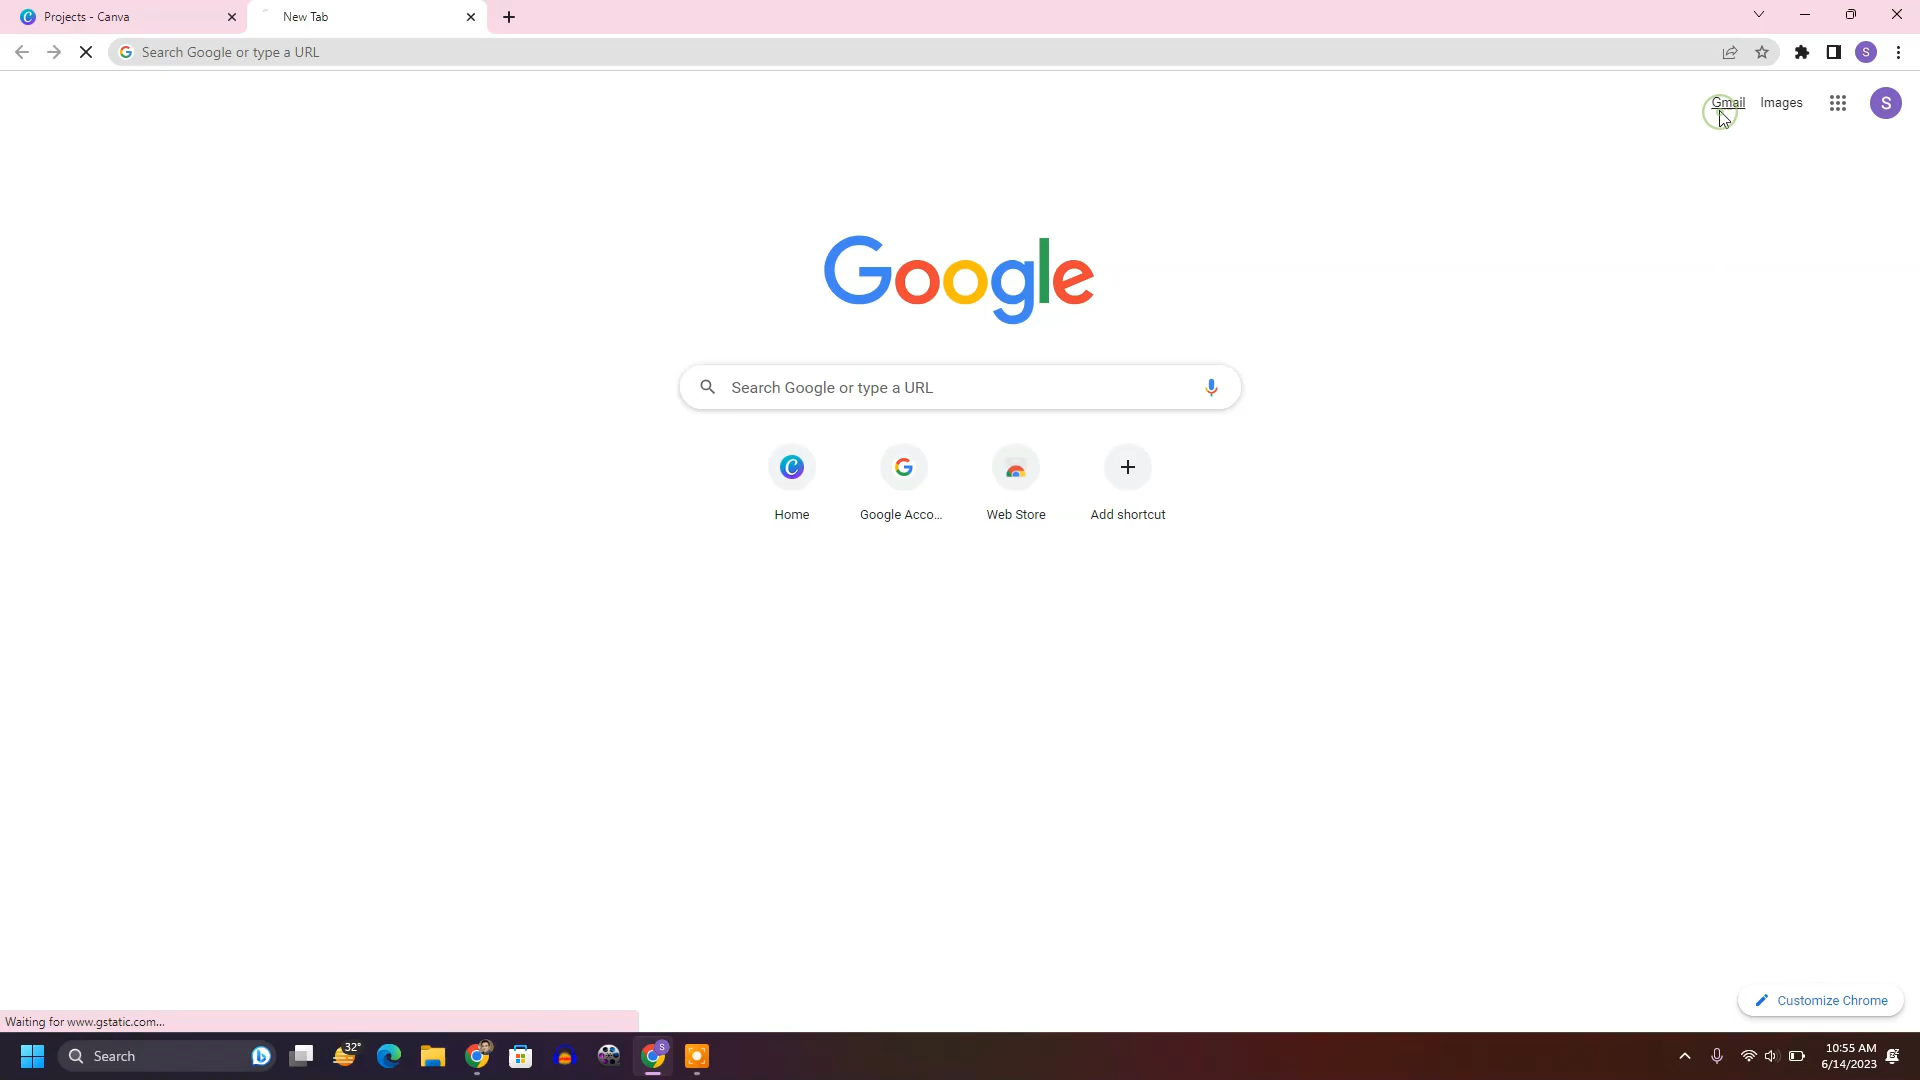 Projects - Canva
New Tab
Search Google or type a URL
S
Gmail
Images
S
Google
Search Google or type a URL
Home
Google Acco...
Web Store
Add shortcut
Customize Chrome
Waiting for www.gstatic.com...
Search
32°
S
10:55 AM
6/14/2023